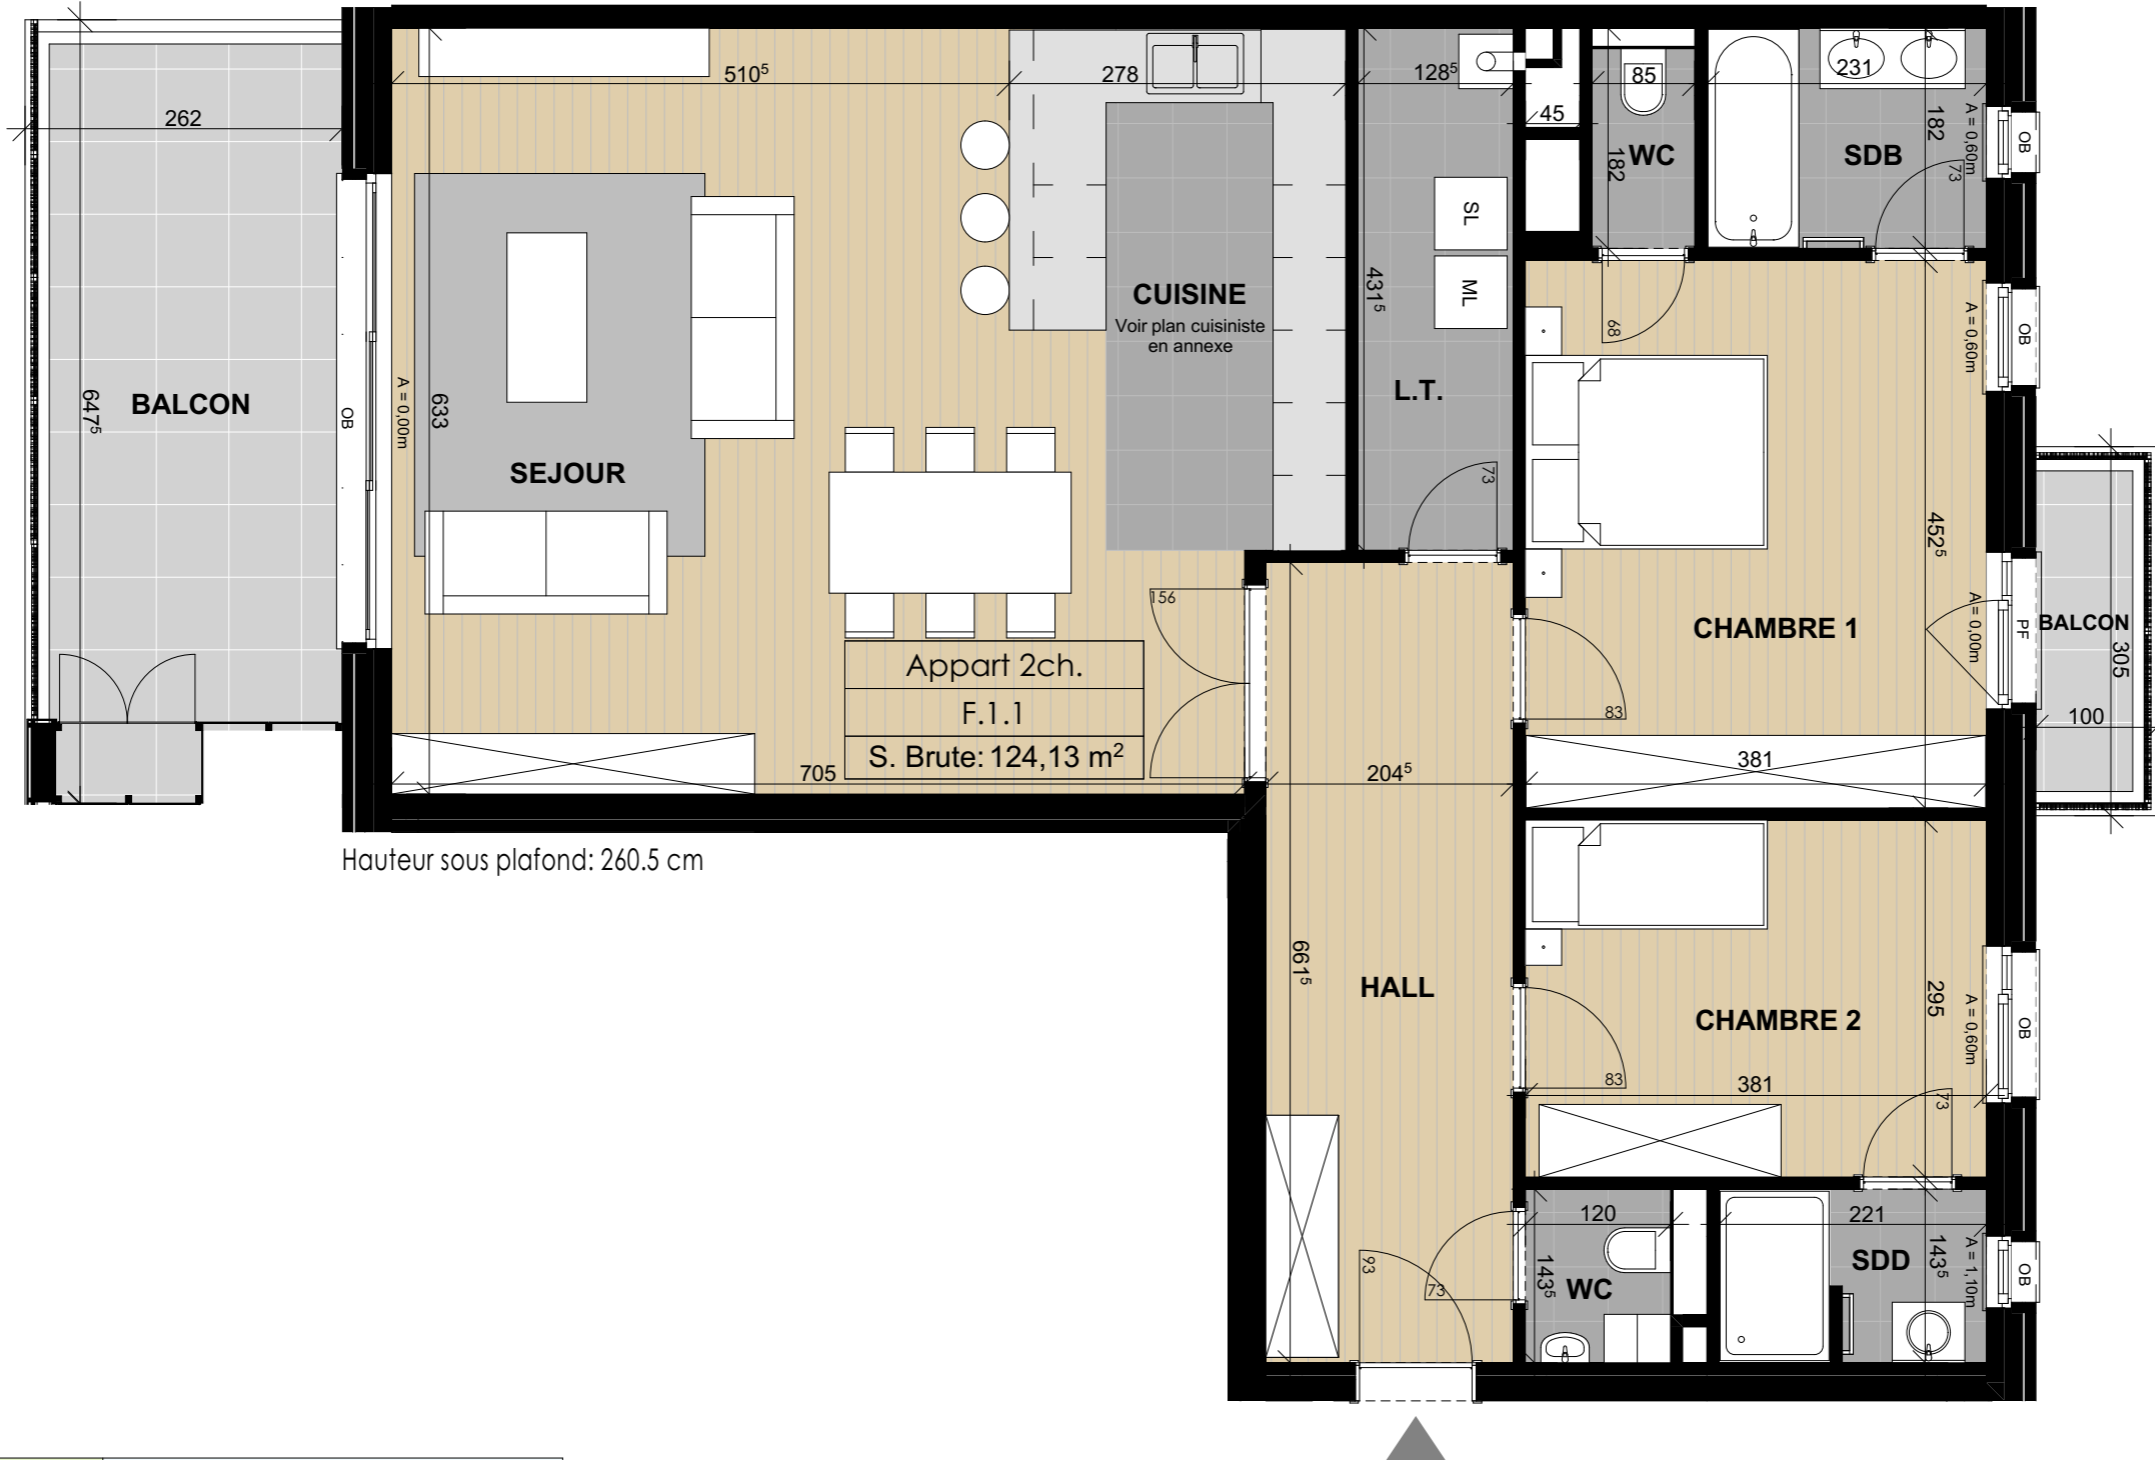 510⁵
278
128⁵
45
85
231
262
182
WC
182
SDB
A = 0,60m
OB
73
SL
ML
431⁵
L.T.
73
CUISINE
Voir plan cuisiniste
en annexe
68
A = 0,60m
OB
647⁵
BALCON
OB
A = 0,00m
633
SEJOUR
452⁵
CHAMBRE 1
A = 0,00m
PF
BALCON
305
100
156
83
Appart 2ch.
F.1.1
S. Brute: 124,13 m²
705
204⁵
381
Hauteur sous plafond: 260.5 cm
661⁵
HALL
CHAMBRE 2
295
A = 0,60m
OB
83
381
73
120
221
143⁵
WC
SDD
143⁵
A = 1,10m
OB
93
73